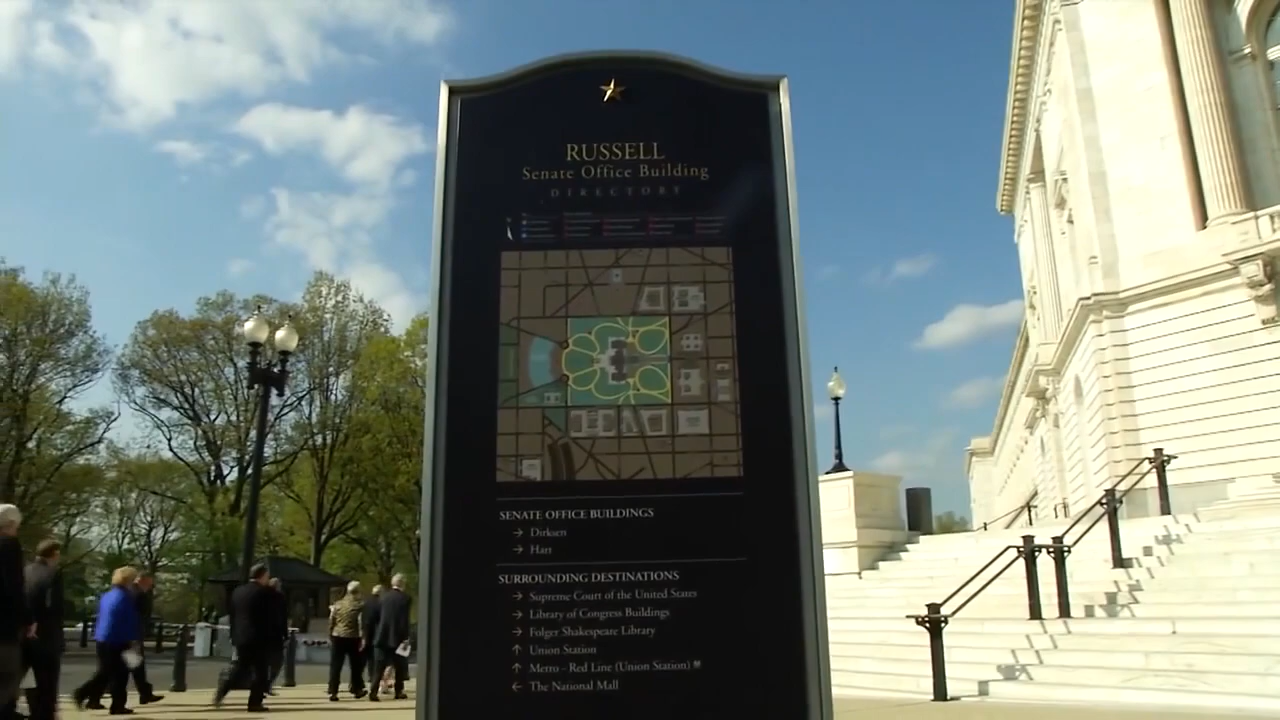 RUSSELL
Senate Office Building
DIRECTORY
SENATE OFFICE BUILDINGS
→ Dirksen
→ Hart
SURROUNDING DESTINATIONS
→ Supreme Court of the United States
→ Library of Congress Buildings
→ Folger Shakespeare Library
↑ Union Station
↑ Metro - Red Line (Union Station) M
← The National Mall